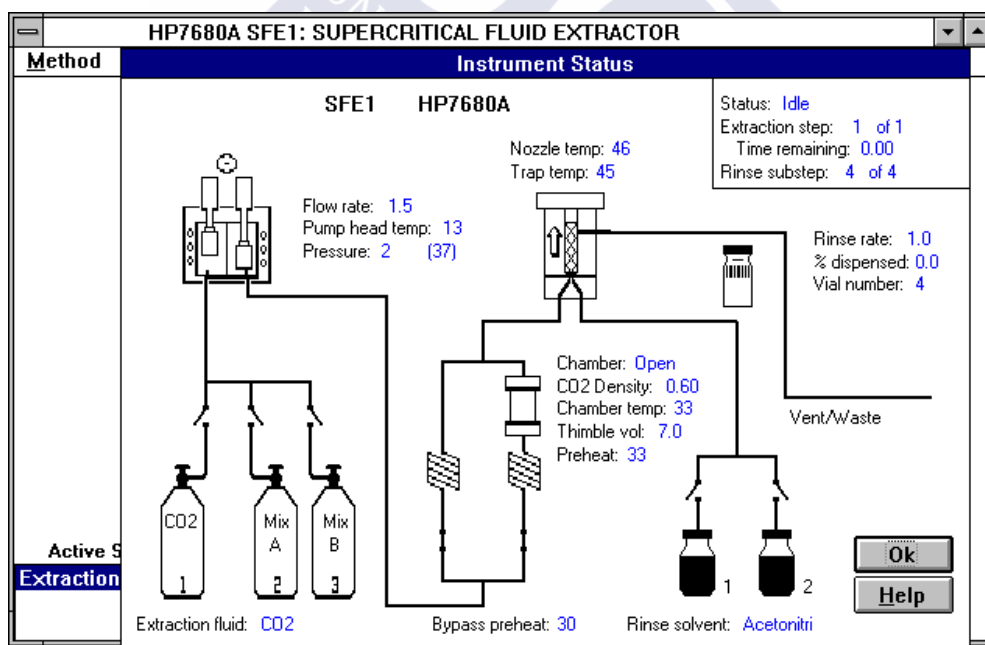 HP7680A SFE1: SUPERCRITICAL FLUID EXTRACTOR
Method
Instrument Status
SFE1 HP7680A
Status: Idle
Extraction step: 1 of 1
Time remaining: 0.00
Rinse substep: 4 of 4
Nozzle temp: 46
Trap temp: 45
Flow rate: 1.5
Pump head temp: 13
Pressure: 2 (37)
Rinse rate: 1.0
% dispensed: 0.0
Vial number: 4
Chamber: Open
CO2 Density: 0.60
Chamber temp: 33
Thimble vol: 7.0
Preheat: 33
Vent/Waste
CO2
1
Mix
A
2
Mix
B
3
1
2
Active S
Extraction
Ok
Help
Extraction fluid: CO2
Bypass preheat: 30
Rinse solvent: Acetonitri